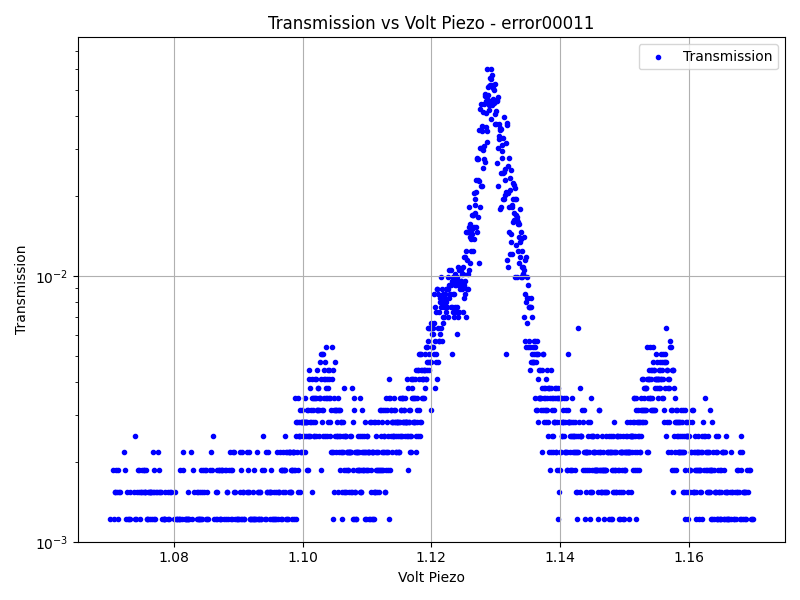 Transmission vs Volt Piezo - error00011
Transmission
Transmission
10⁻²
10⁻³
1.08 1.10 1.12 1.14 1.16
Volt Piezo